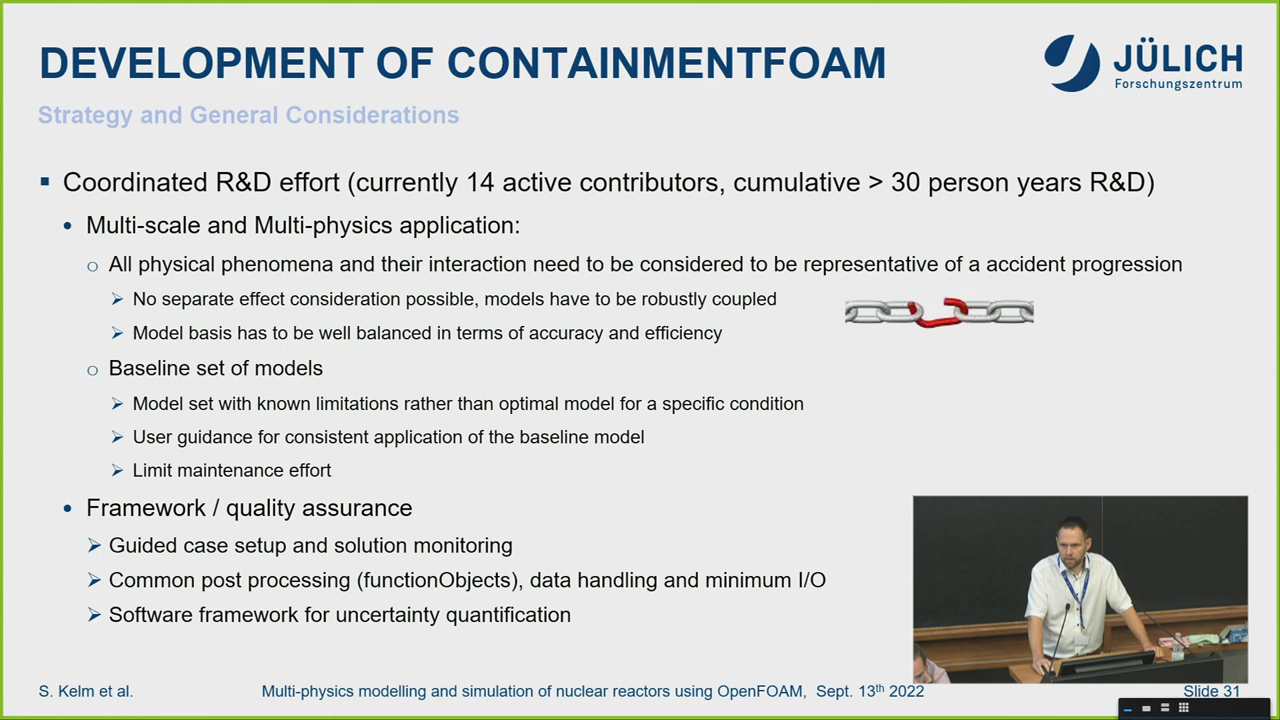 DEVELOPMENT OF CONTAINMENTFOAM
JÜLICH
Forschungszentrum
Strategy and General Considerations
Coordinated R&D effort (currently 14 active contributors, cumulative > 30 person years R&D)
Multi-scale and Multi-physics application:
All physical phenomena and their interaction need to be considered to be representative of a accident progression
No separate effect consideration possible, models have to be robustly coupled
Model basis has to be well balanced in terms of accuracy and efficiency
Baseline set of models
Model set with known limitations rather than optimal model for a specific condition
User guidance for consistent application of the baseline model
Limit maintenance effort
Framework / quality assurance
Guided case setup and solution monitoring
Common post processing (functionObjects), data handling and minimum I/O
Software framework for uncertainty quantification
S. Kelm et al.
Multi-physics modelling and simulation of nuclear reactors using OpenFOAM, Sept. 13th 2022
Slide 31